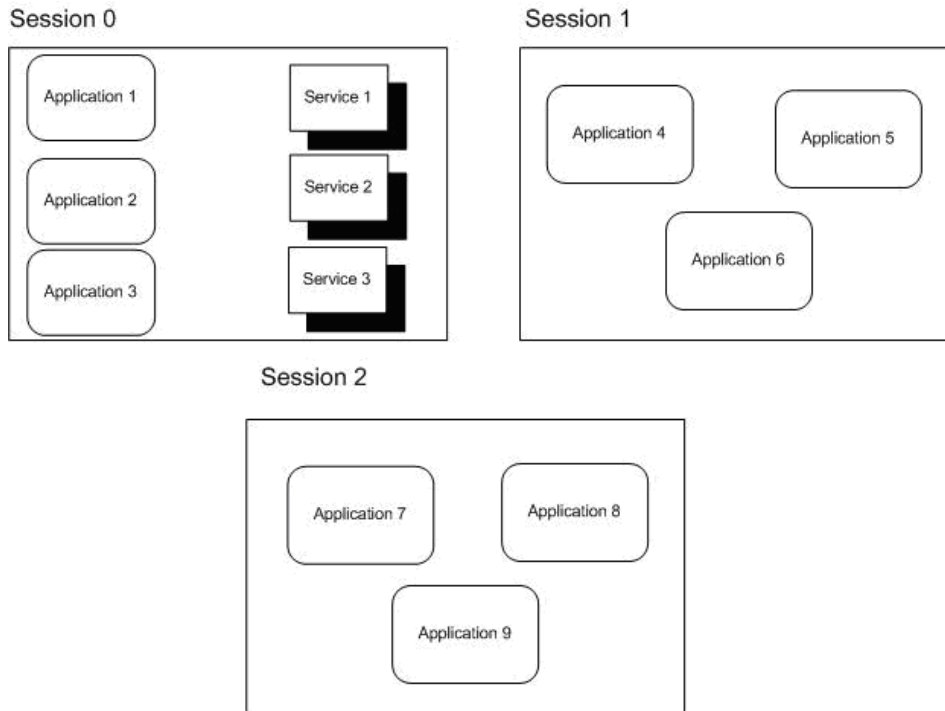 Session 0
Application 1
Service 1
Application 2
Service 2
Application 3
Service 3
Session 1
Application 4
Application 5
Application 6
Session 2
Application 7
Application 8
Application 9